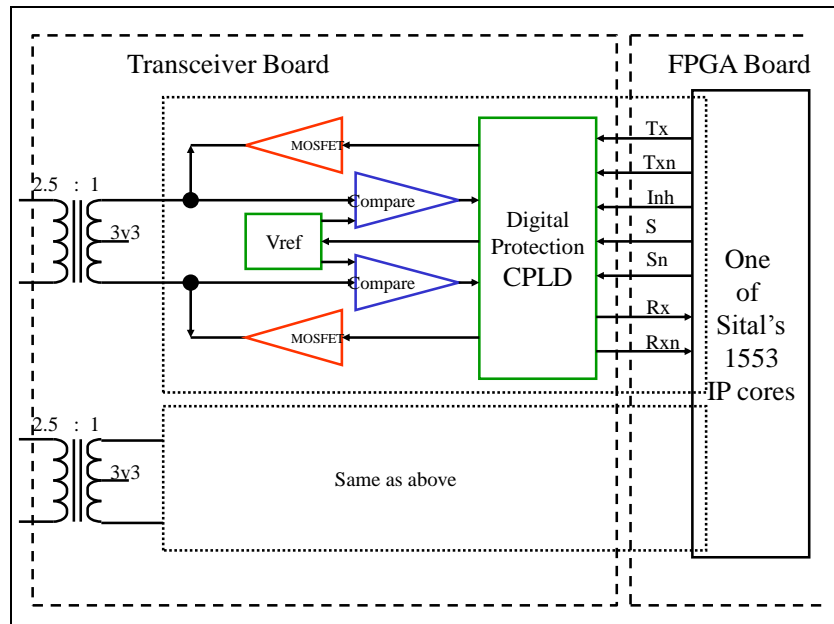 Transceiver Board
FPGA Board
2.5 : 1
3v3
MOSFET
Compare
Vref
Compare
MOSFET
Digital
Protection
CPLD
Tx
Txn
Inh
S
Sn
Rx
Rxn
One
of
Sital's
1553
IP cores
2.5 : 1
3v3
Same as above